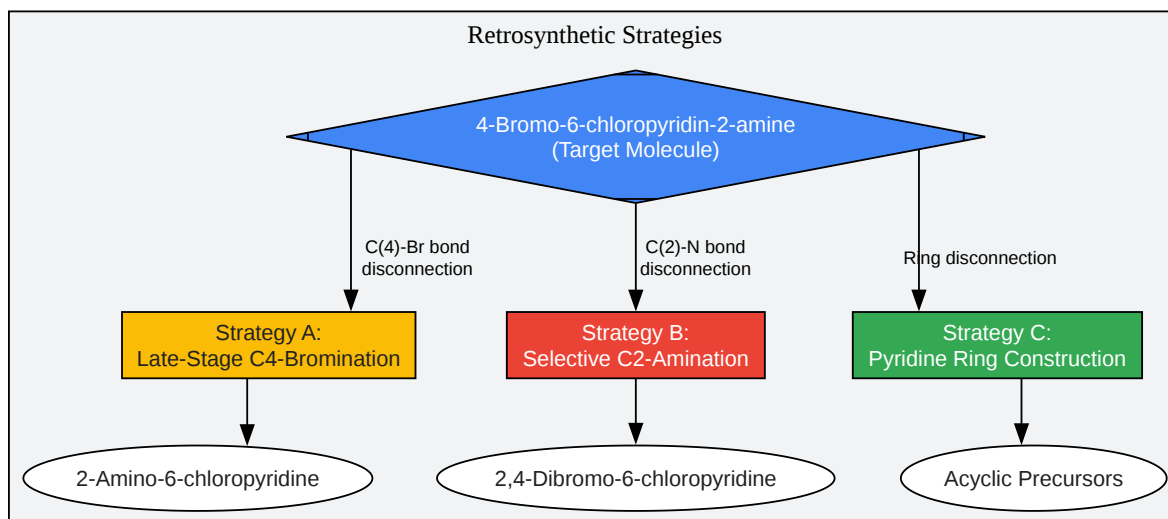 Retrosynthetic Strategies
4-Bromo-6-chloropyridin-2-amine
(Target Molecule)
C(4)-Br bond
disconnection
C(2)-N bond
disconnection
Ring disconnection
Strategy A:
Late-Stage C4-Bromination
Strategy B:
Selective C2-Amination
Strategy C:
Pyridine Ring Construction
2-Amino-6-chloropyridine
2,4-Dibromo-6-chloropyridine
Acyclic Precursors